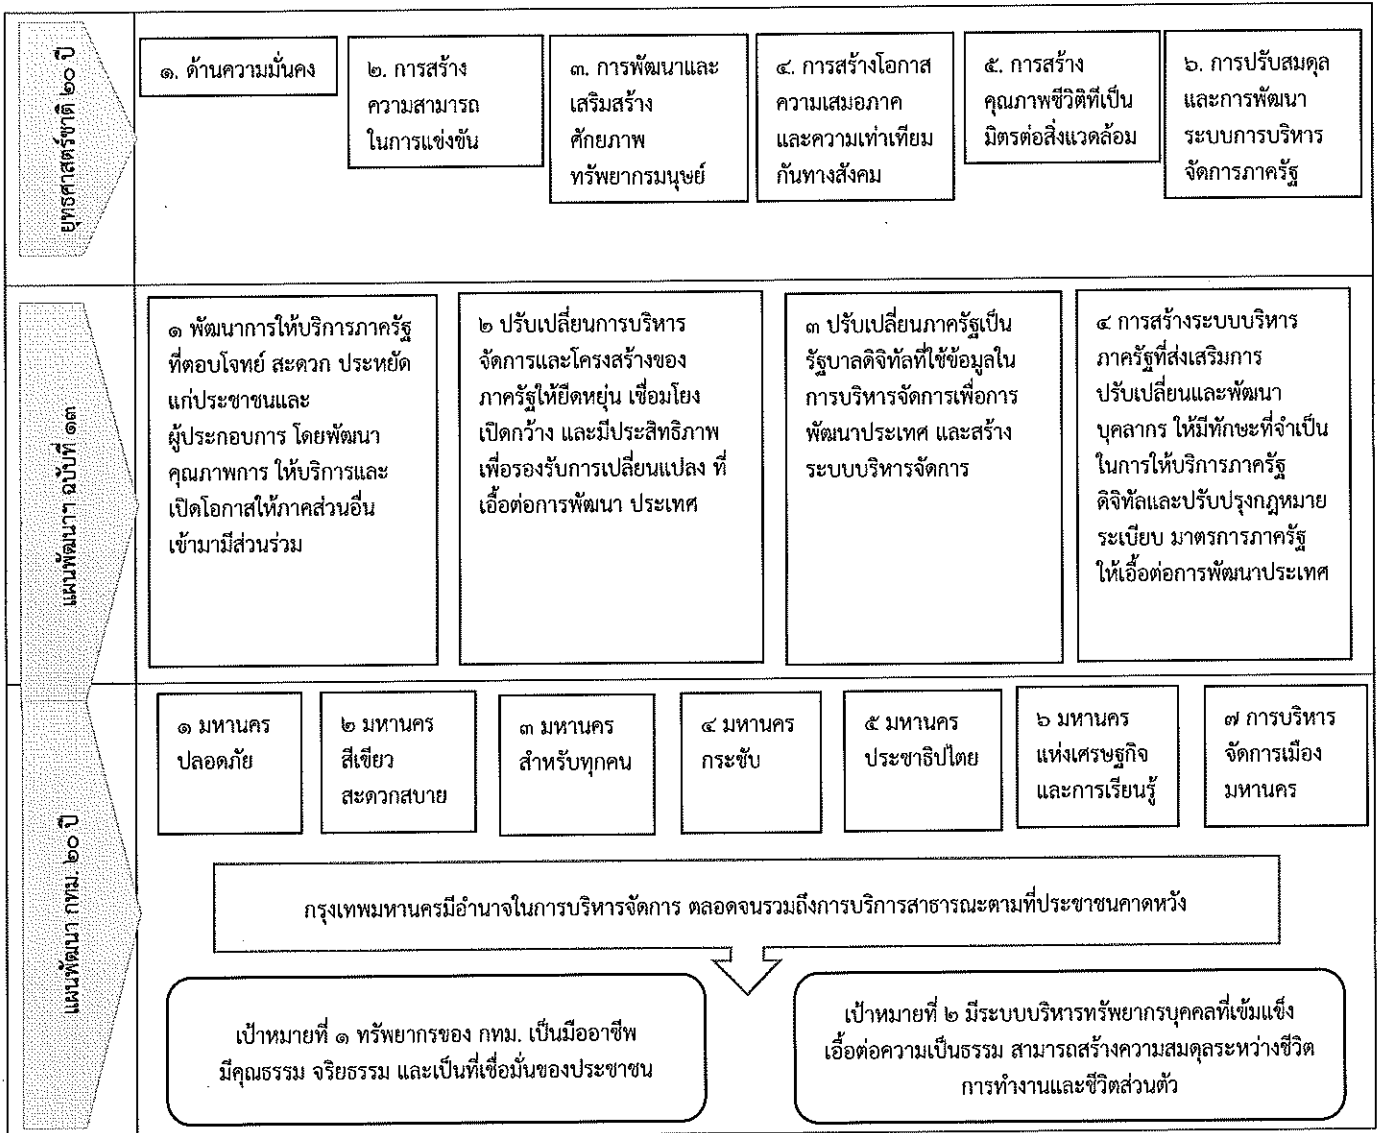 ยุทธศาสตร์ชาติ ๒๐ ปี
๑. ด้านความมั่นคง
๒. การสร้าง
ความสามารถ
ในการแข่งขัน
๓. การพัฒนาและ
เสริมสร้าง
ศักยภาพ
ทรัพยากรมนุษย์
๔. การสร้างโอกาส
ความเสมอภาค
และความเท่าเทียม
กันทางสังคม
๕. การสร้าง
คุณภาพชีวิติที่เป็น
มิตรต่อสิ่งแวดล้อม
๖. การปรับสมดุล
และการพัฒนา
ระบบการบริหาร
จัดการภาครัฐ
แผนพัฒนาฯ ฉบับที่ ๑๓
๑ พัฒนาการให้บริการภาครัฐ
ที่ตอบโจทย์ สะดวก ประหยัด
แก่ประชาชนและ
ผู้ประกอบการ โดยพัฒนา
คุณภาพการ ให้บริการและ
เปิดโอกาสให้ภาคส่วนอื่น
เข้ามามีส่วนร่วม
๒ ปรับเปลี่ยนการบริหาร
จัดการและโครงสร้างของ
ภาครัฐให้ยืดหยุ่น เชื่อมโยง
เปิดกว้าง และมีประสิทธิภาพ
เพื่อรองรับการเปลี่ยนแปลง ที่
เอื้อต่อการพัฒนา ประเทศ
๓ ปรับเปลี่ยนภาครัฐเป็น
รัฐบาลดิจิทัลที่ใช้ข้อมูลใน
การบริหารจัดการเพื่อการ
พัฒนาประเทศ และสร้าง
ระบบบริหารจัดการ
๔ การสร้างระบบบริหาร
ภาครัฐที่ส่งเสริมการ
ปรับเปลี่ยนและพัฒนา
บุคลากร ให้มีทักษะที่จำเป็น
ในการให้บริการภาครัฐ
ดิจิทัลและปรับปรุงกฎหมาย
ระเบียบ มาตรการภาครัฐ
ให้เอื้อต่อการพัฒนาประเทศ
แผนพัฒนา กทม. ๒๐ ปี
๑ มหานคร
ปลอดภัย
๒ มหานคร
สีเขียว
สะดวกสบาย
๓ มหานคร
สำหรับทุกคน
๔ มหานคร
กระชับ
๕ มหานคร
ประชาธิปไตย
๖ มหานคร
แห่งเศรษฐกิจ
และการเรียนรู้
๗ การบริหาร
จัดการเมือง
มหานคร
กรุงเทพมหานครมีอำนาจในการบริหารจัดการ ตลอดจนรวมถึงการบริการสาธารณะตามที่ประชาชนคาดหวัง
เป้าหมายที่ ๑ ทรัพยากรของ กทม. เป็นมืออาชีพ
มีคุณธรรม จริยธรรม และเป็นที่เชื่อมั่นของประชาชน
เป้าหมายที่ ๒ มีระบบบริหารทรัพยากรบุคคลที่เข้มแข็ง
เอื้อต่อความเป็นธรรม สามารถสร้างความสมดุลระหว่างชีวิต
การทำงานและชีวิตส่วนตัว